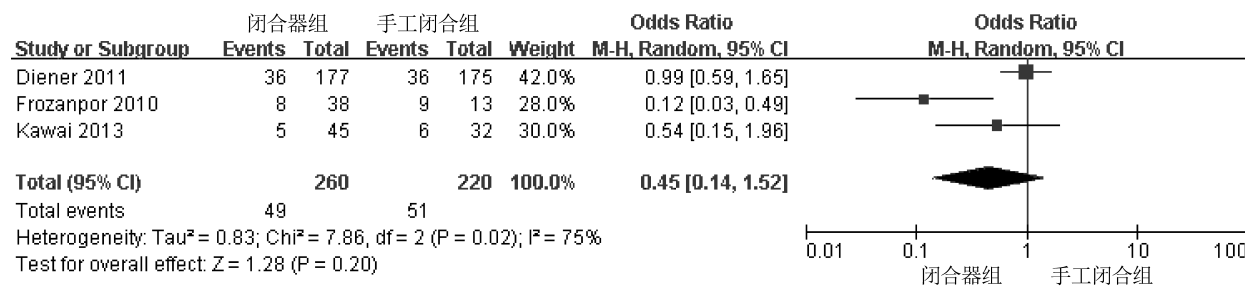 闭合器组 手工闭合组 Odds Ratio Odds Ratio
Study or Subgroup Events Total Events Total Weight M-H, Random, 95% CI M-H, Random, 95% CI
Diener 2011 36 177 36 175 42.0% 0.99 [0.59, 1.65]
Frozanpor 2010 8 38 9 13 28.0% 0.12 [0.03, 0.49]
Kawai 2013 5 45 6 32 30.0% 0.54 [0.15, 1.96]
Total (95% CI) 260 220 100.0% 0.45 [0.14, 1.52]
Total events 49 51
Heterogeneity: Tau² = 0.83; Chi² = 7.86, df = 2 (P = 0.02); I² = 75%
Test for overall effect: Z = 1.28 (P = 0.20)
0.01 0.1 1 10 100
闭合器组 手工闭合组